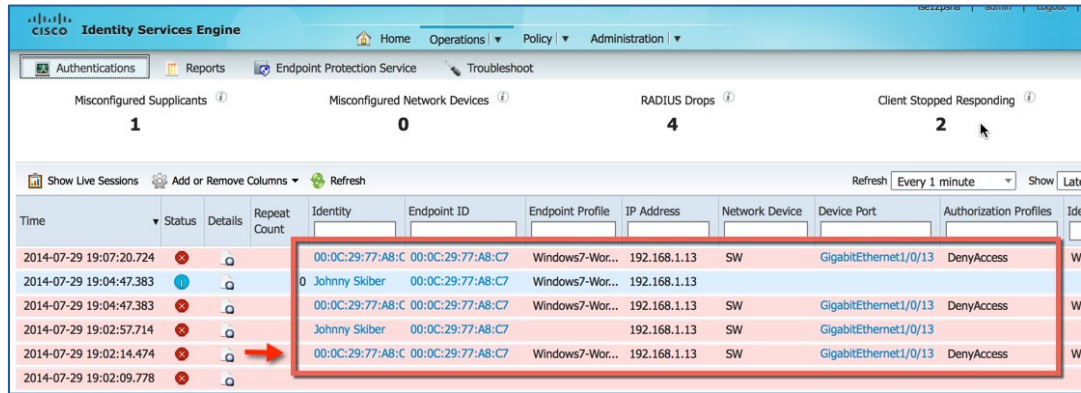 ise12psna | admin | Logout |
CISCO Identity Services Engine
Home Operations | ▼ Policy | ▼ Administration | ▼
Authentications Reports Endpoint Protection Service Troubleshoot
Misconfigured Supplicants i Misconfigured Network Devices i RADIUS Drops i Client Stopped Responding i
1 0 4 2
Show Live Sessions Add or Remove Columns ▼ Refresh Refresh Every 1 minute ▼ Show
Time ▼ Status Details Repeat Count Identity Endpoint ID Endpoint Profile IP Address Network Device Device Port Authorization Profiles
2014-07-29 19:07:20.724 00:0C:29:77:A8:C 00:0C:29:77:A8:C7 Windows7-Wor... 192.168.1.13 SW GigabitEthernet1/0/13 DenyAccess W
2014-07-29 19:04:47.383 i 0 Johnny Skiber 00:0C:29:77:A8:C7 Windows7-Wor... 192.168.1.13
2014-07-29 19:04:47.383 00:0C:29:77:A8:C 00:0C:29:77:A8:C7 Windows7-Wor... 192.168.1.13 SW GigabitEthernet1/0/13 DenyAccess W
2014-07-29 19:02:57.714 Johnny Skiber 00:0C:29:77:A8:C7 192.168.1.13 SW GigabitEthernet1/0/13
2014-07-29 19:02:14.474 00:0C:29:77:A8:C 00:0C:29:77:A8:C7 Windows7-Wor... 192.168.1.13 SW GigabitEthernet1/0/13 DenyAccess W
2014-07-29 19:02:09.778